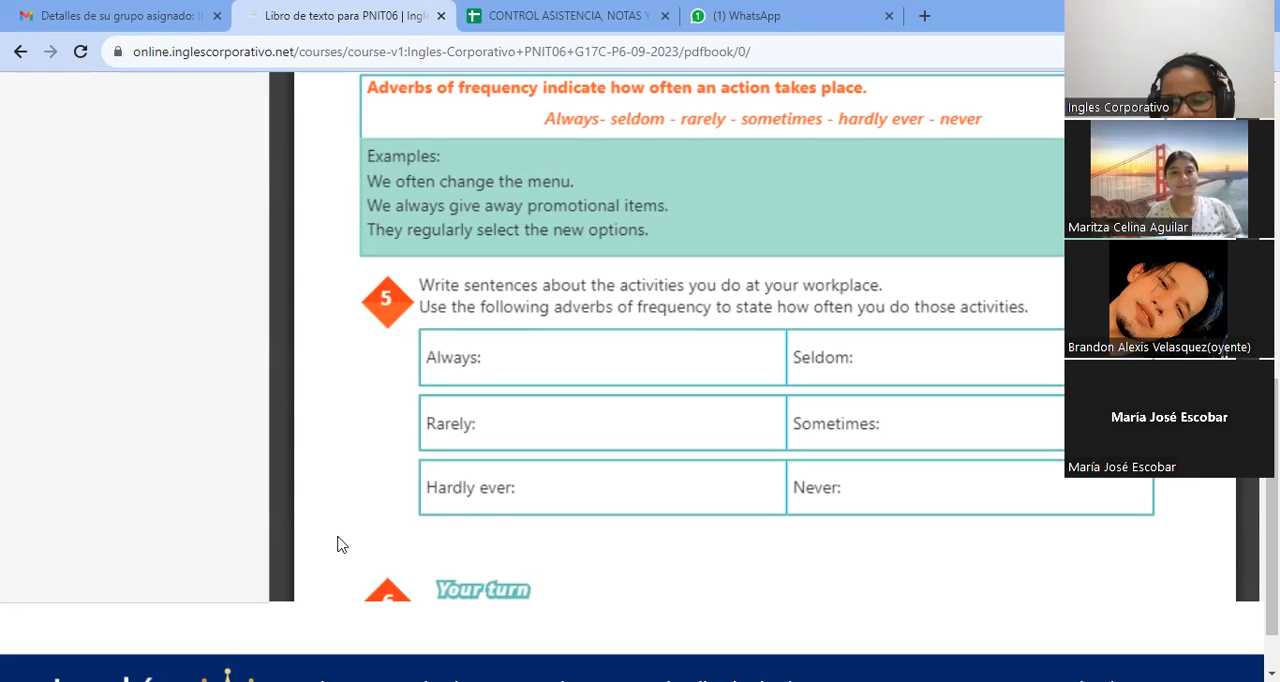 Detalles de su grupo asignado: I
Libro de texto para PNIT06 | Ingl
CONTROL ASISTENCIA, NOTAS Y
(1) WhatsApp
online.inglescorporativo.net/courses/course-v1:Ingles-Corporativo+PNIT06+G17C-P6-09-2023/pdfbook/0/
Adverbs of frequency indicate how often an action takes place.
Always- seldom - rarely - sometimes - hardly ever - never
Examples:
We often change the menu.
We always give away promotional items.
They regularly select the new options.
5
Write sentences about the activities you do at your workplace.
Use the following adverbs of frequency to state how often you do those activities.
Always:
Seldom:
Rarely:
Sometimes:
Hardly ever:
Never:
6
Your turn
Ingles Corporativo
Maritza Celina Aguilar
Brandon Alexis Velasquez(oyente)
María José Escobar
María José Escobar